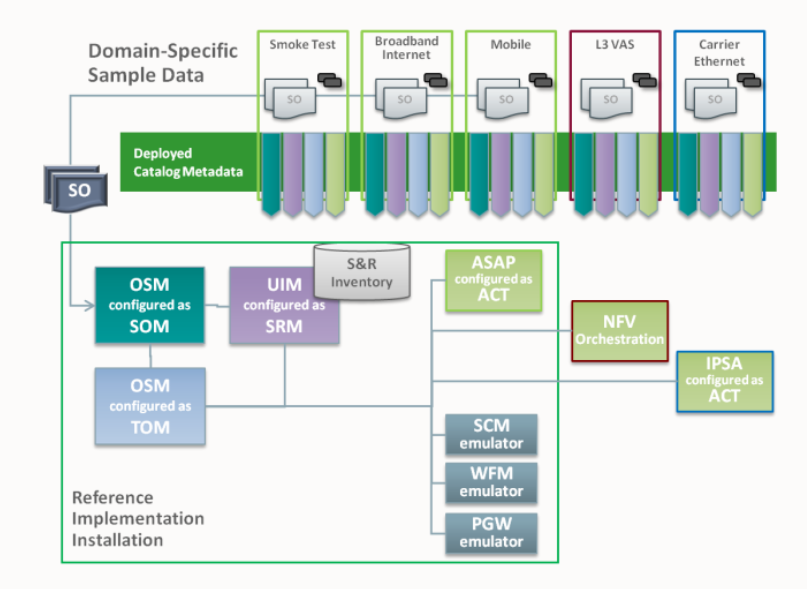 Domain-Specific
Sample Data
Smoke Test
Broadband
Internet
Mobile
L3 VAS
Carrier
Ethernet
SO
SO
SO
SO
SO
Deployed
Catalog Metadata
SO
OSM
configured as
SOM
UIM
configured as
SRM
S&R
Inventory
ASAP
configured as
ACT
NFV
Orchestration
IPSA
configured as
ACT
OSM
configured as
TOM
SCM
emulator
WFM
emulator
PGW
emulator
Reference
Implementation
Installation